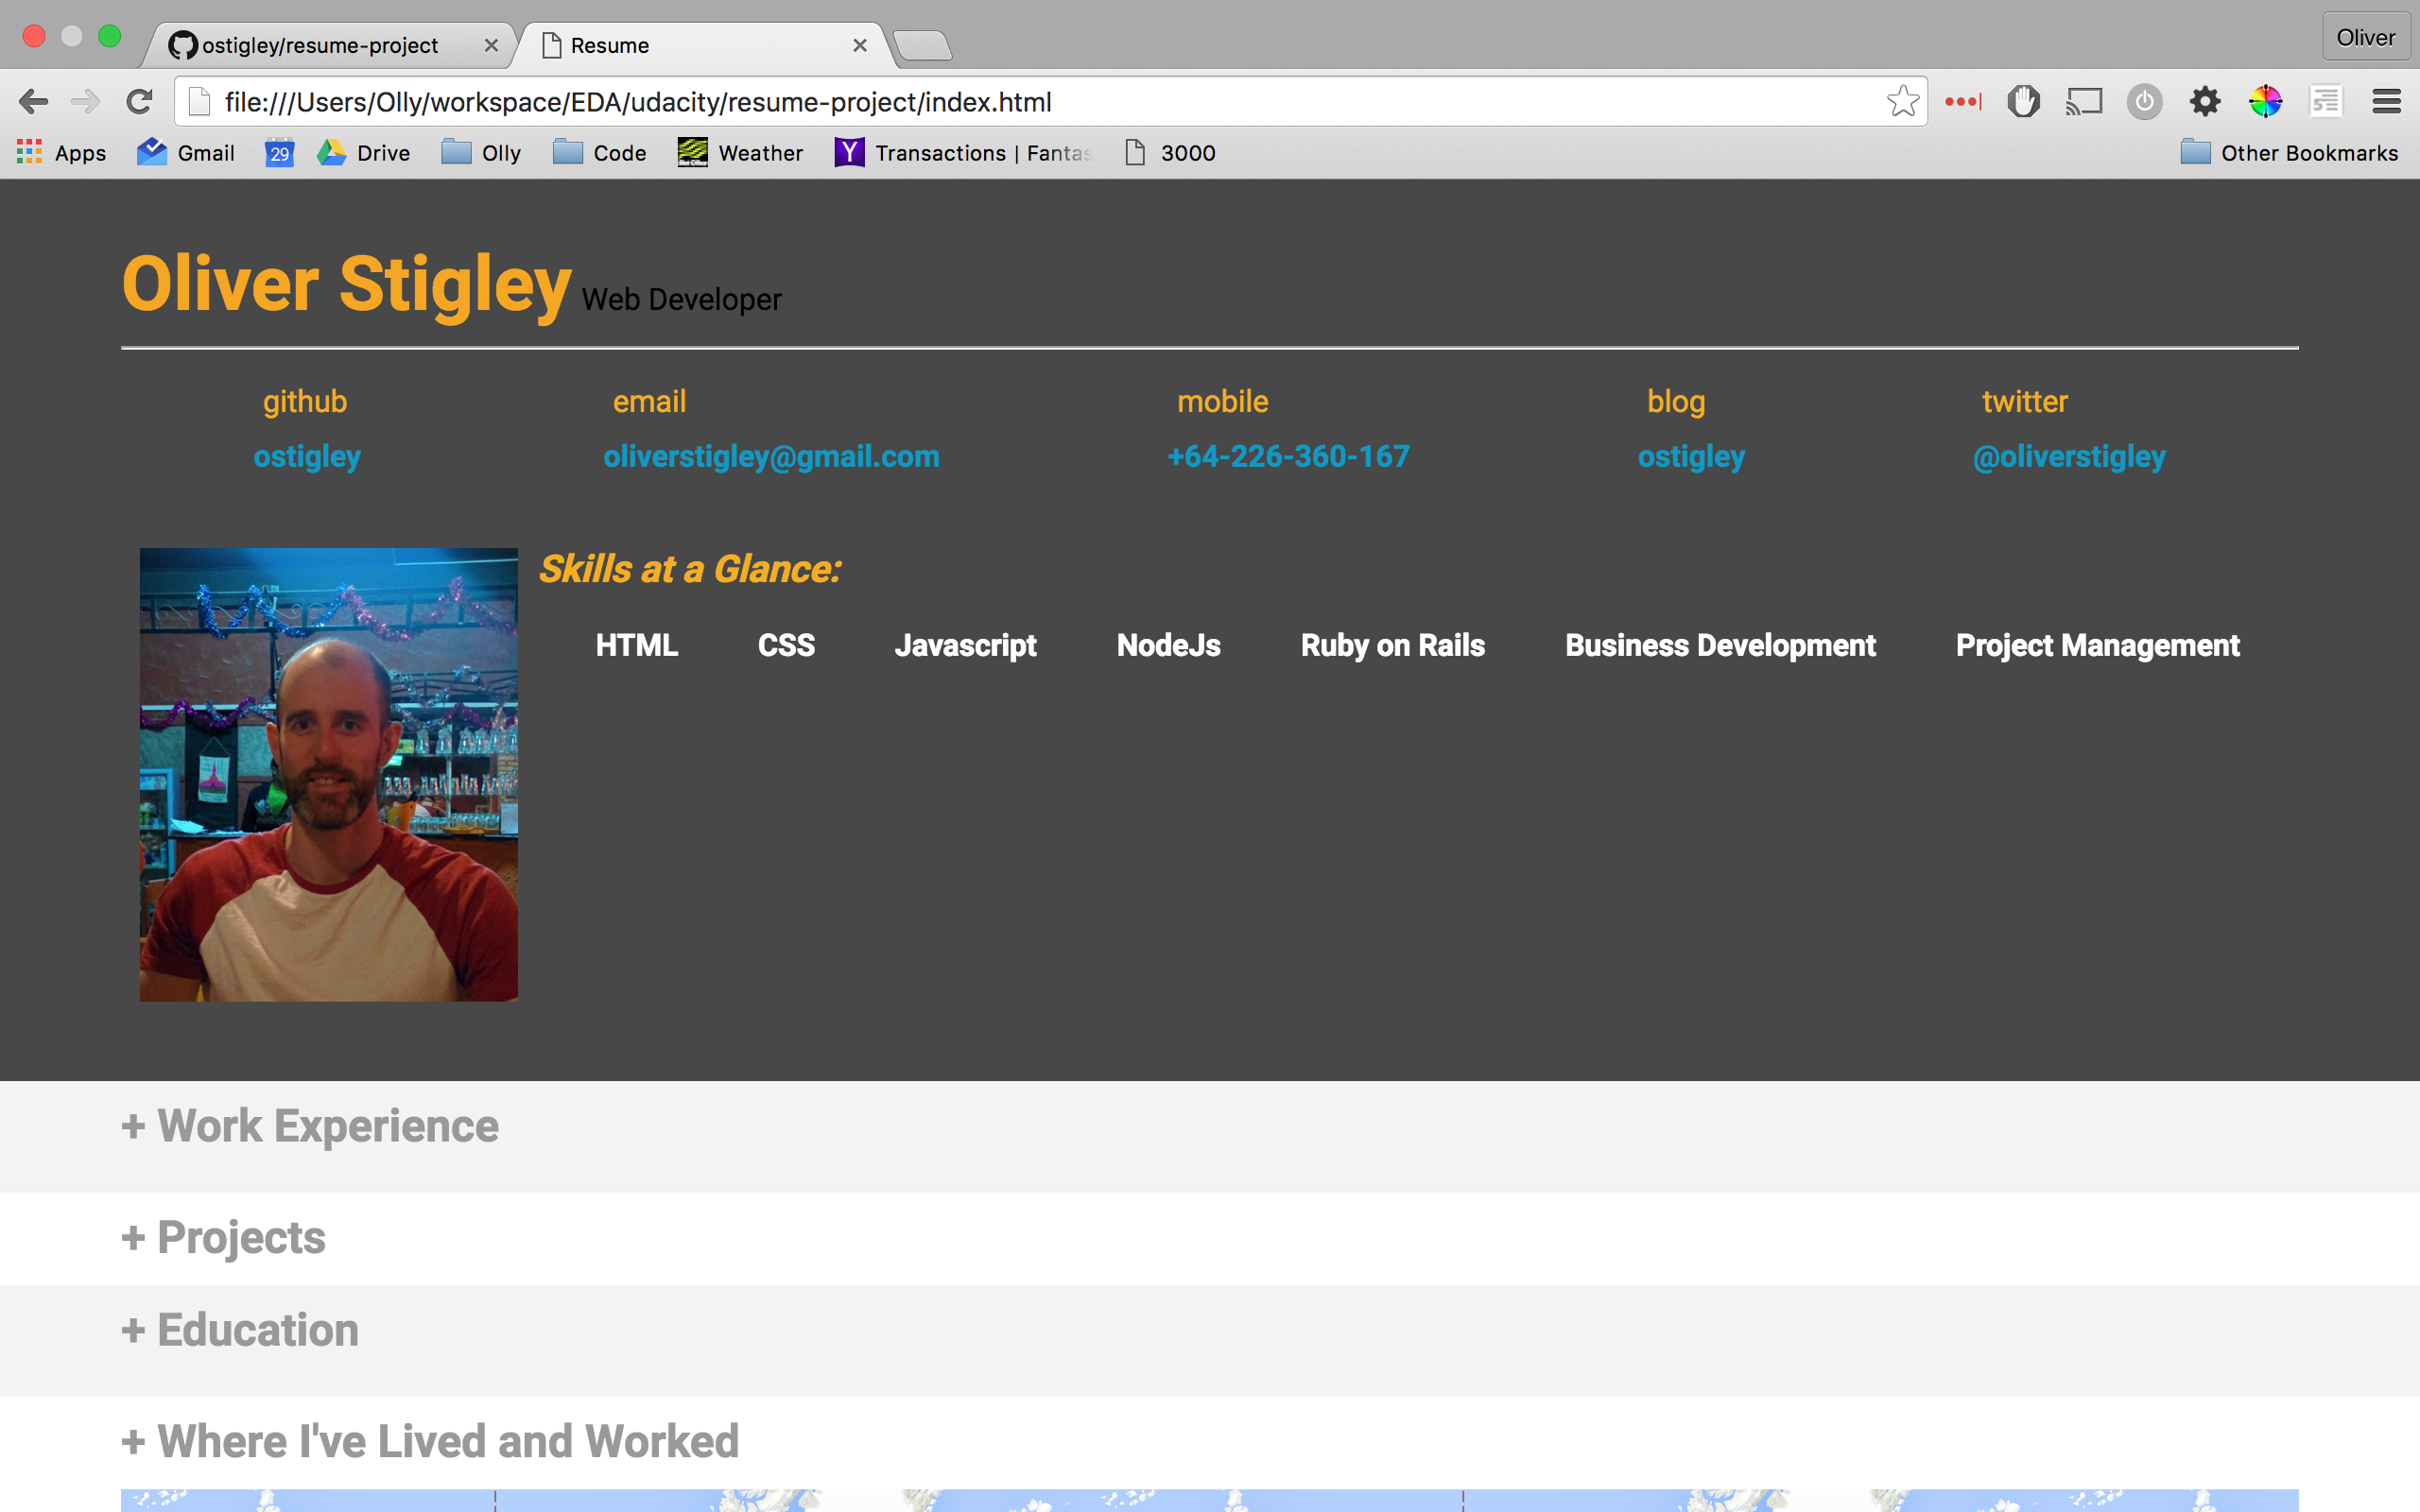 ostigley/resume-project
Resume
Oliver
file:///Users/Olly/workspace/EDA/udacity/resume-project/index.html
Apps
Gmail
29
Drive
Olly
Code
Weather
Y
Transactions | Fantas
3000
Other Bookmarks
Oliver Stigley Web Developer
github email mobile blog twitter
ostigley oliverstigley@gmail.com +64-226-360-167 ostigley @oliverstigley
Skills at a Glance:
HTML CSS Javascript NodeJs Ruby on Rails Business Development Project Management
+ Work Experience
+ Projects
+ Education
+ Where I've Lived and Worked